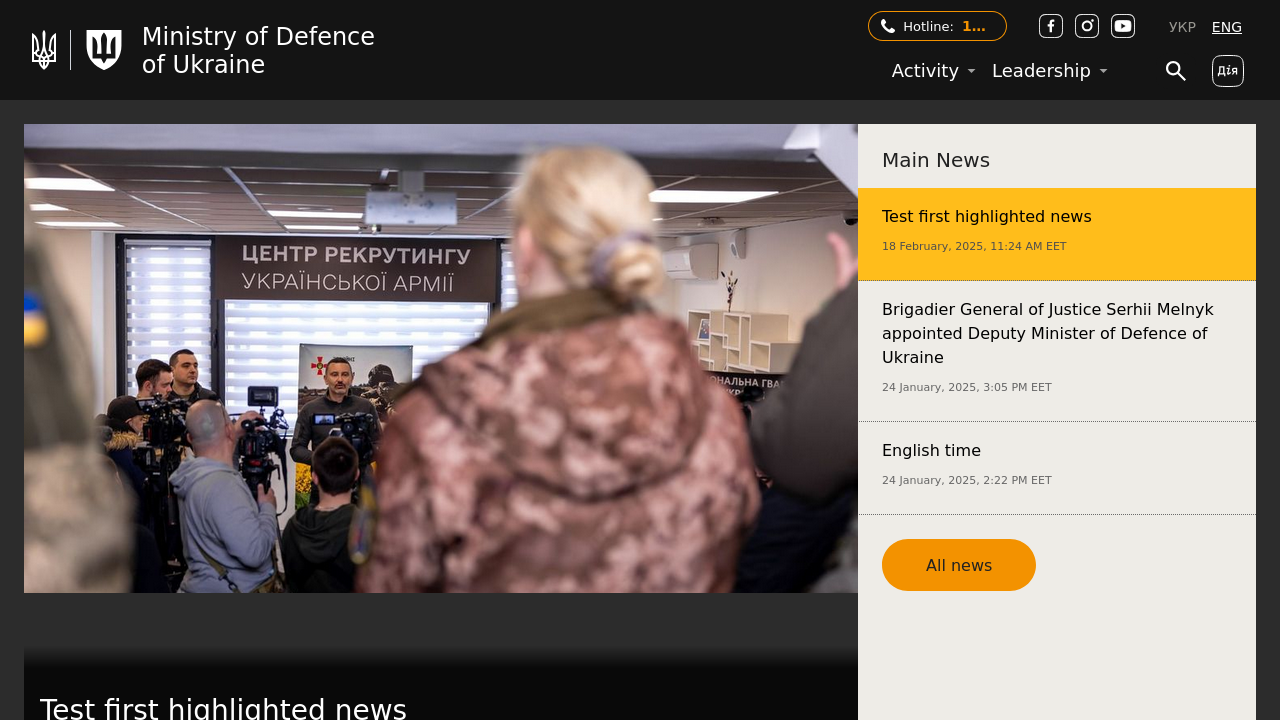 Ministry of Defence
of Ukraine
Hotline: 1...
УКР ENG
Activity
Leadership
Дія
ЦЕНТР РЕКРУТИНГУ
УКРАЇНСЬКОЇ АРМІЇ
Main News
Test first highlighted news
18 February, 2025, 11:24 AM EET
Brigadier General of Justice Serhii Melnyk
appointed Deputy Minister of Defence of
Ukraine
24 January, 2025, 3:05 PM EET
English time
24 January, 2025, 2:22 PM EET
All news
Test first highlighted news